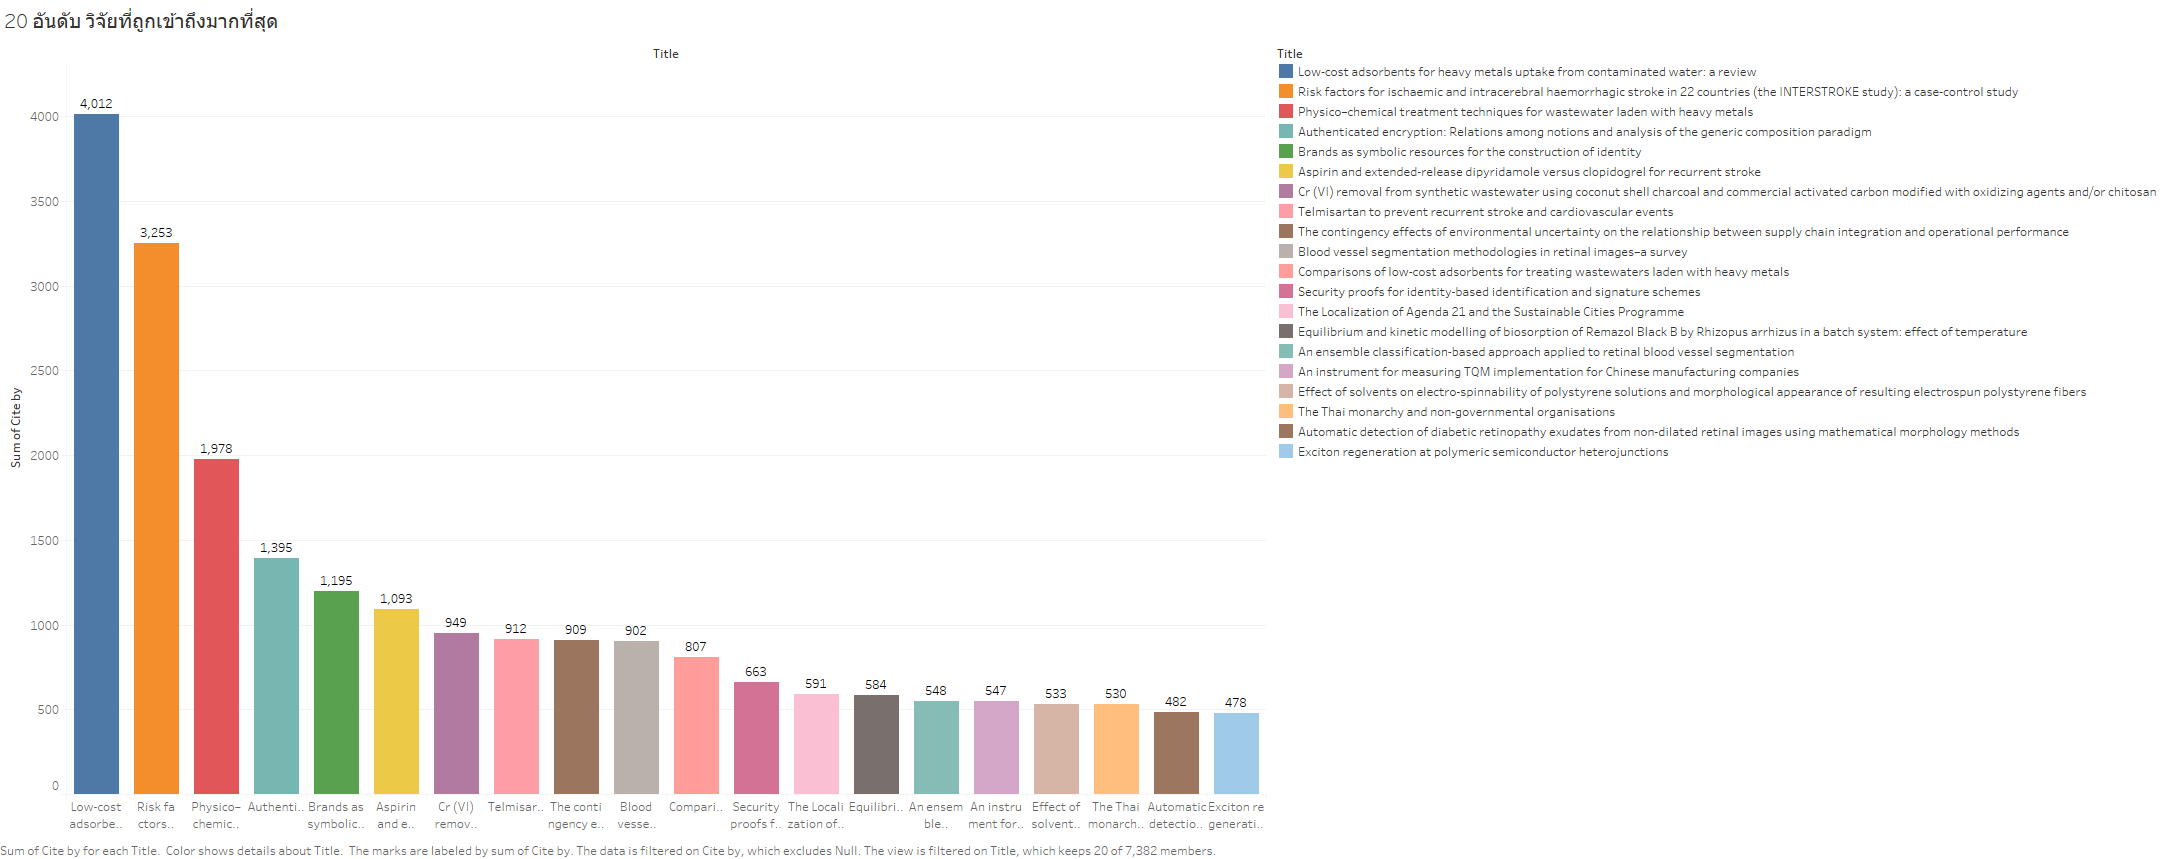 20 อันดับ วิจัยที่ถูกเข้าถึงมากที่สุด
Title
Sum of Cite by
4000
3500
3000
2500
2000
1500
1000
500
0
4,012
3,253
1,978
1,395
1,195
1,093
949
912
909
902
807
663
591
584
548
547
533
530
482
478
Low-cost adsorbe..
Risk fa ctors..
Physico– chemic..
Authenti..
Brands as symbolic..
Aspirin and e..
Cr (VI) remov..
Telmisar..
The conti ngency e..
Blood vesse..
Compari..
Security proofs f..
The Locali zation of..
Equilibri..
An ensem ble..
An instru ment for..
Effect of solvent..
The Thai monarch..
Automatic detectio..
Exciton re generati..
Title
Low-cost adsorbents for heavy metals uptake from contaminated water: a review
Risk factors for ischaemic and intracerebral haemorrhagic stroke in 22 countries (the INTERSTROKE study): a case-control study
Physico–chemical treatment techniques for wastewater laden with heavy metals
Authenticated encryption: Relations among notions and analysis of the generic composition paradigm
Brands as symbolic resources for the construction of identity
Aspirin and extended-release dipyridamole versus clopidogrel for recurrent stroke
Cr (VI) removal from synthetic wastewater using coconut shell charcoal and commercial activated carbon modified with oxidizing agents and/or chitosan
Telmisartan to prevent recurrent stroke and cardiovascular events
The contingency effects of environmental uncertainty on the relationship between supply chain integration and operational performance
Blood vessel segmentation methodologies in retinal images–a survey
Comparisons of low-cost adsorbents for treating wastewaters laden with heavy metals
Security proofs for identity-based identification and signature schemes
The Localization of Agenda 21 and the Sustainable Cities Programme
Equilibrium and kinetic modelling of biosorption of Remazol Black B by Rhizopus arrhizus in a batch system: effect of temperature
An ensemble classification-based approach applied to retinal blood vessel segmentation
An instrument for measuring TQM implementation for Chinese manufacturing companies
Effect of solvents on electro-spinnability of polystyrene solutions and morphological appearance of resulting electrospun polystyrene fibers
The Thai monarchy and non-governmental organisations
Automatic detection of diabetic retinopathy exudates from non-dilated retinal images using mathematical morphology methods
Exciton regeneration at polymeric semiconductor heterojunctions
Sum of Cite by for each Title. Color shows details about Title. The marks are labeled by sum of Cite by. The data is filtered on Cite by, which excludes Null. The view is filtered on Title, which keeps 20 of 7,382 members.